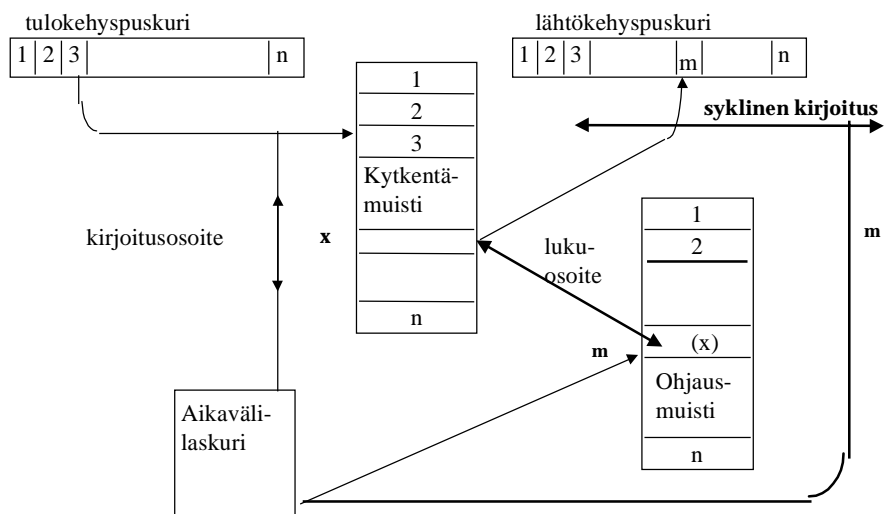 tulokehyspuskuri
1 2 3 n
lähtökehyspuskuri
1 2 3 m n
syklinen kirjoitus
1
2
3
Kytkentä-
muisti
n
kirjoitusosoite
x
luku-
osoite
m
1
2
(x)
Ohjaus-
muisti
n
m
Aikaväli-
laskuri